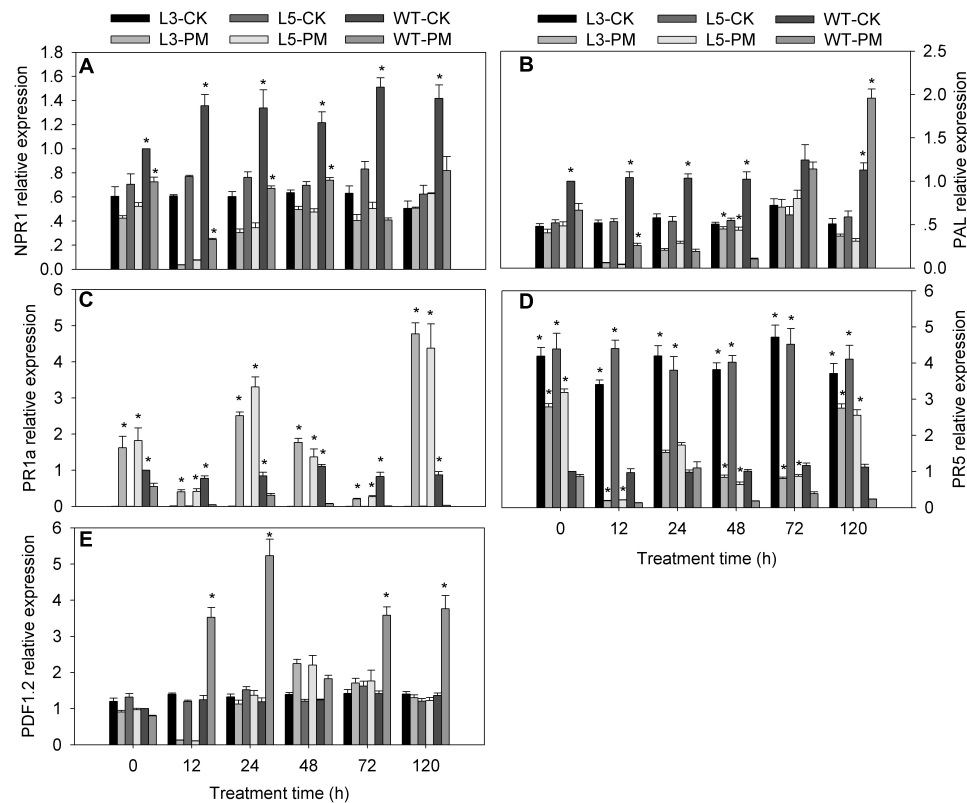 L3-CK L5-CK WT-CK
L3-PM L5-PM WT-PM
L3-CK L5-CK WT-CK
L3-PM L5-PM WT-PM
A
NPR1 relative expression
1.8
1.6
1.4
1.2
1.0
.8
.6
.4
.2
0.0
* * * * * * * * * *
B
PAL relative expression
2.5
2.0
1.5
1.0
.5
0.0
* * * * * * * * *
C
PR1a relative expression
6
5
4
3
2
1
0
* * * * * * * * * * * * * * * * * *
D
PR5 relative expression
6
5
4
3
2
1
0
* * * * * * * * * * * * * * * * * * * * * *
0 12 24 48 72 120
Treatment time (h)
E
PDF1.2 relative expression
6
5
4
3
2
1
0
* * * *
0 12 24 48 72 120
Treatment time (h)